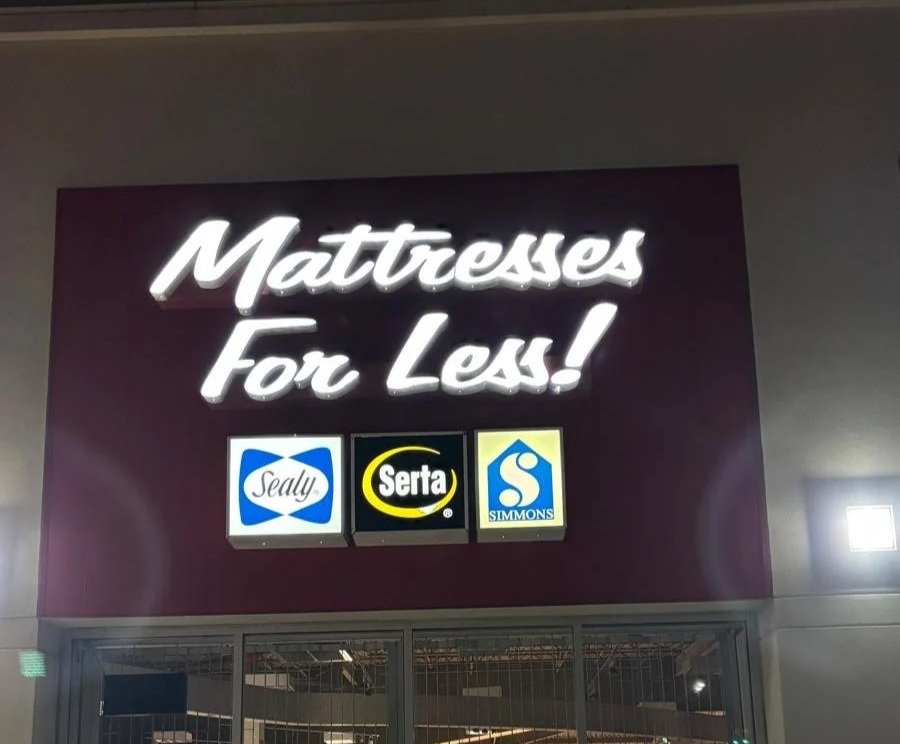 Mattresses
For Less!
Sealy®
Serta®
SIMMONS